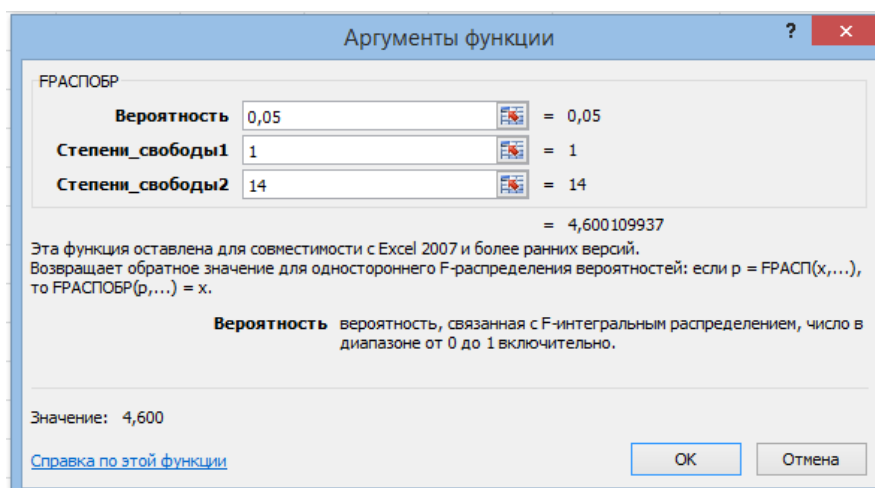 Аргументы функции
?
FРАСПОБР
Вероятность 0,05 = 0,05
Степени_свободы1 1 = 1
Степени_свободы2 14 = 14
= 4,600109937
Эта функция оставлена для совместимости с Excel 2007 и более ранних версий.
Возвращает обратное значение для одностороннего F-распределения вероятностей: если p = FРАСП(x,...),
то FРАСПОБР(p,...) = x.
Вероятность вероятность, связанная с F-интегральным распределением, число в
диапазоне от 0 до 1 включительно.
Значение: 4,600
Справка по этой функции
ОК Отмена